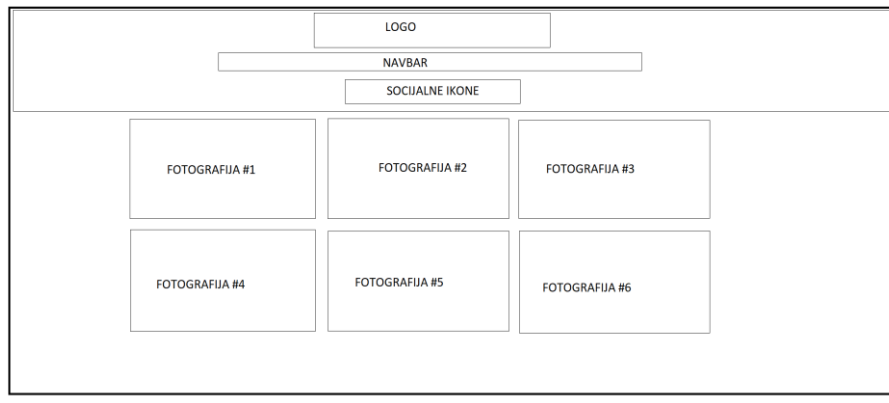 LOGO
NAVBAR
SOCIJALNE IKONE
FOTOGRAFIJA #1
FOTOGRAFIJA #2
FOTOGRAFIJA #3
FOTOGRAFIJA #4
FOTOGRAFIJA #5
FOTOGRAFIJA #6